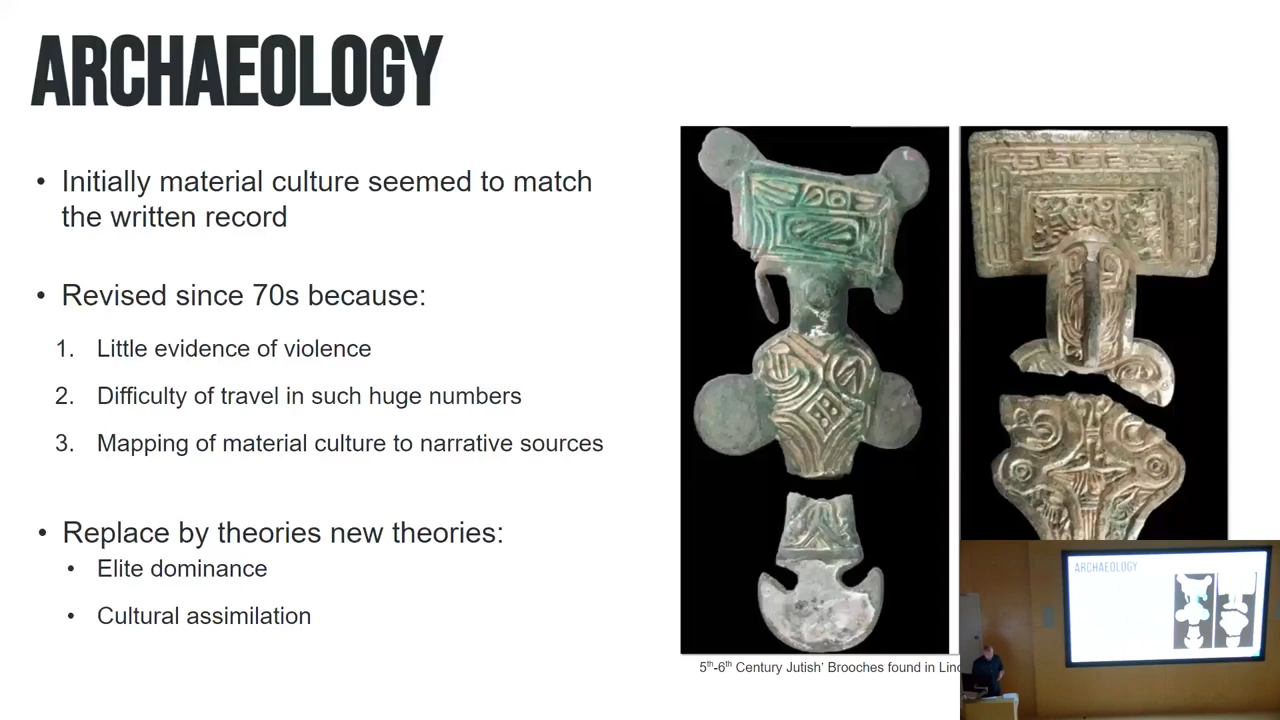 ARCHAEOLOGY
• Initially material culture seemed to match
the written record
• Revised since 70s because:
1. Little evidence of violence
2. Difficulty of travel in such huge numbers
3. Mapping of material culture to narrative sources
• Replace by theories new theories:
• Elite dominance
• Cultural assimilation
5th-6th Century Jutish’ Brooches found in
ARCHAEOLOGY